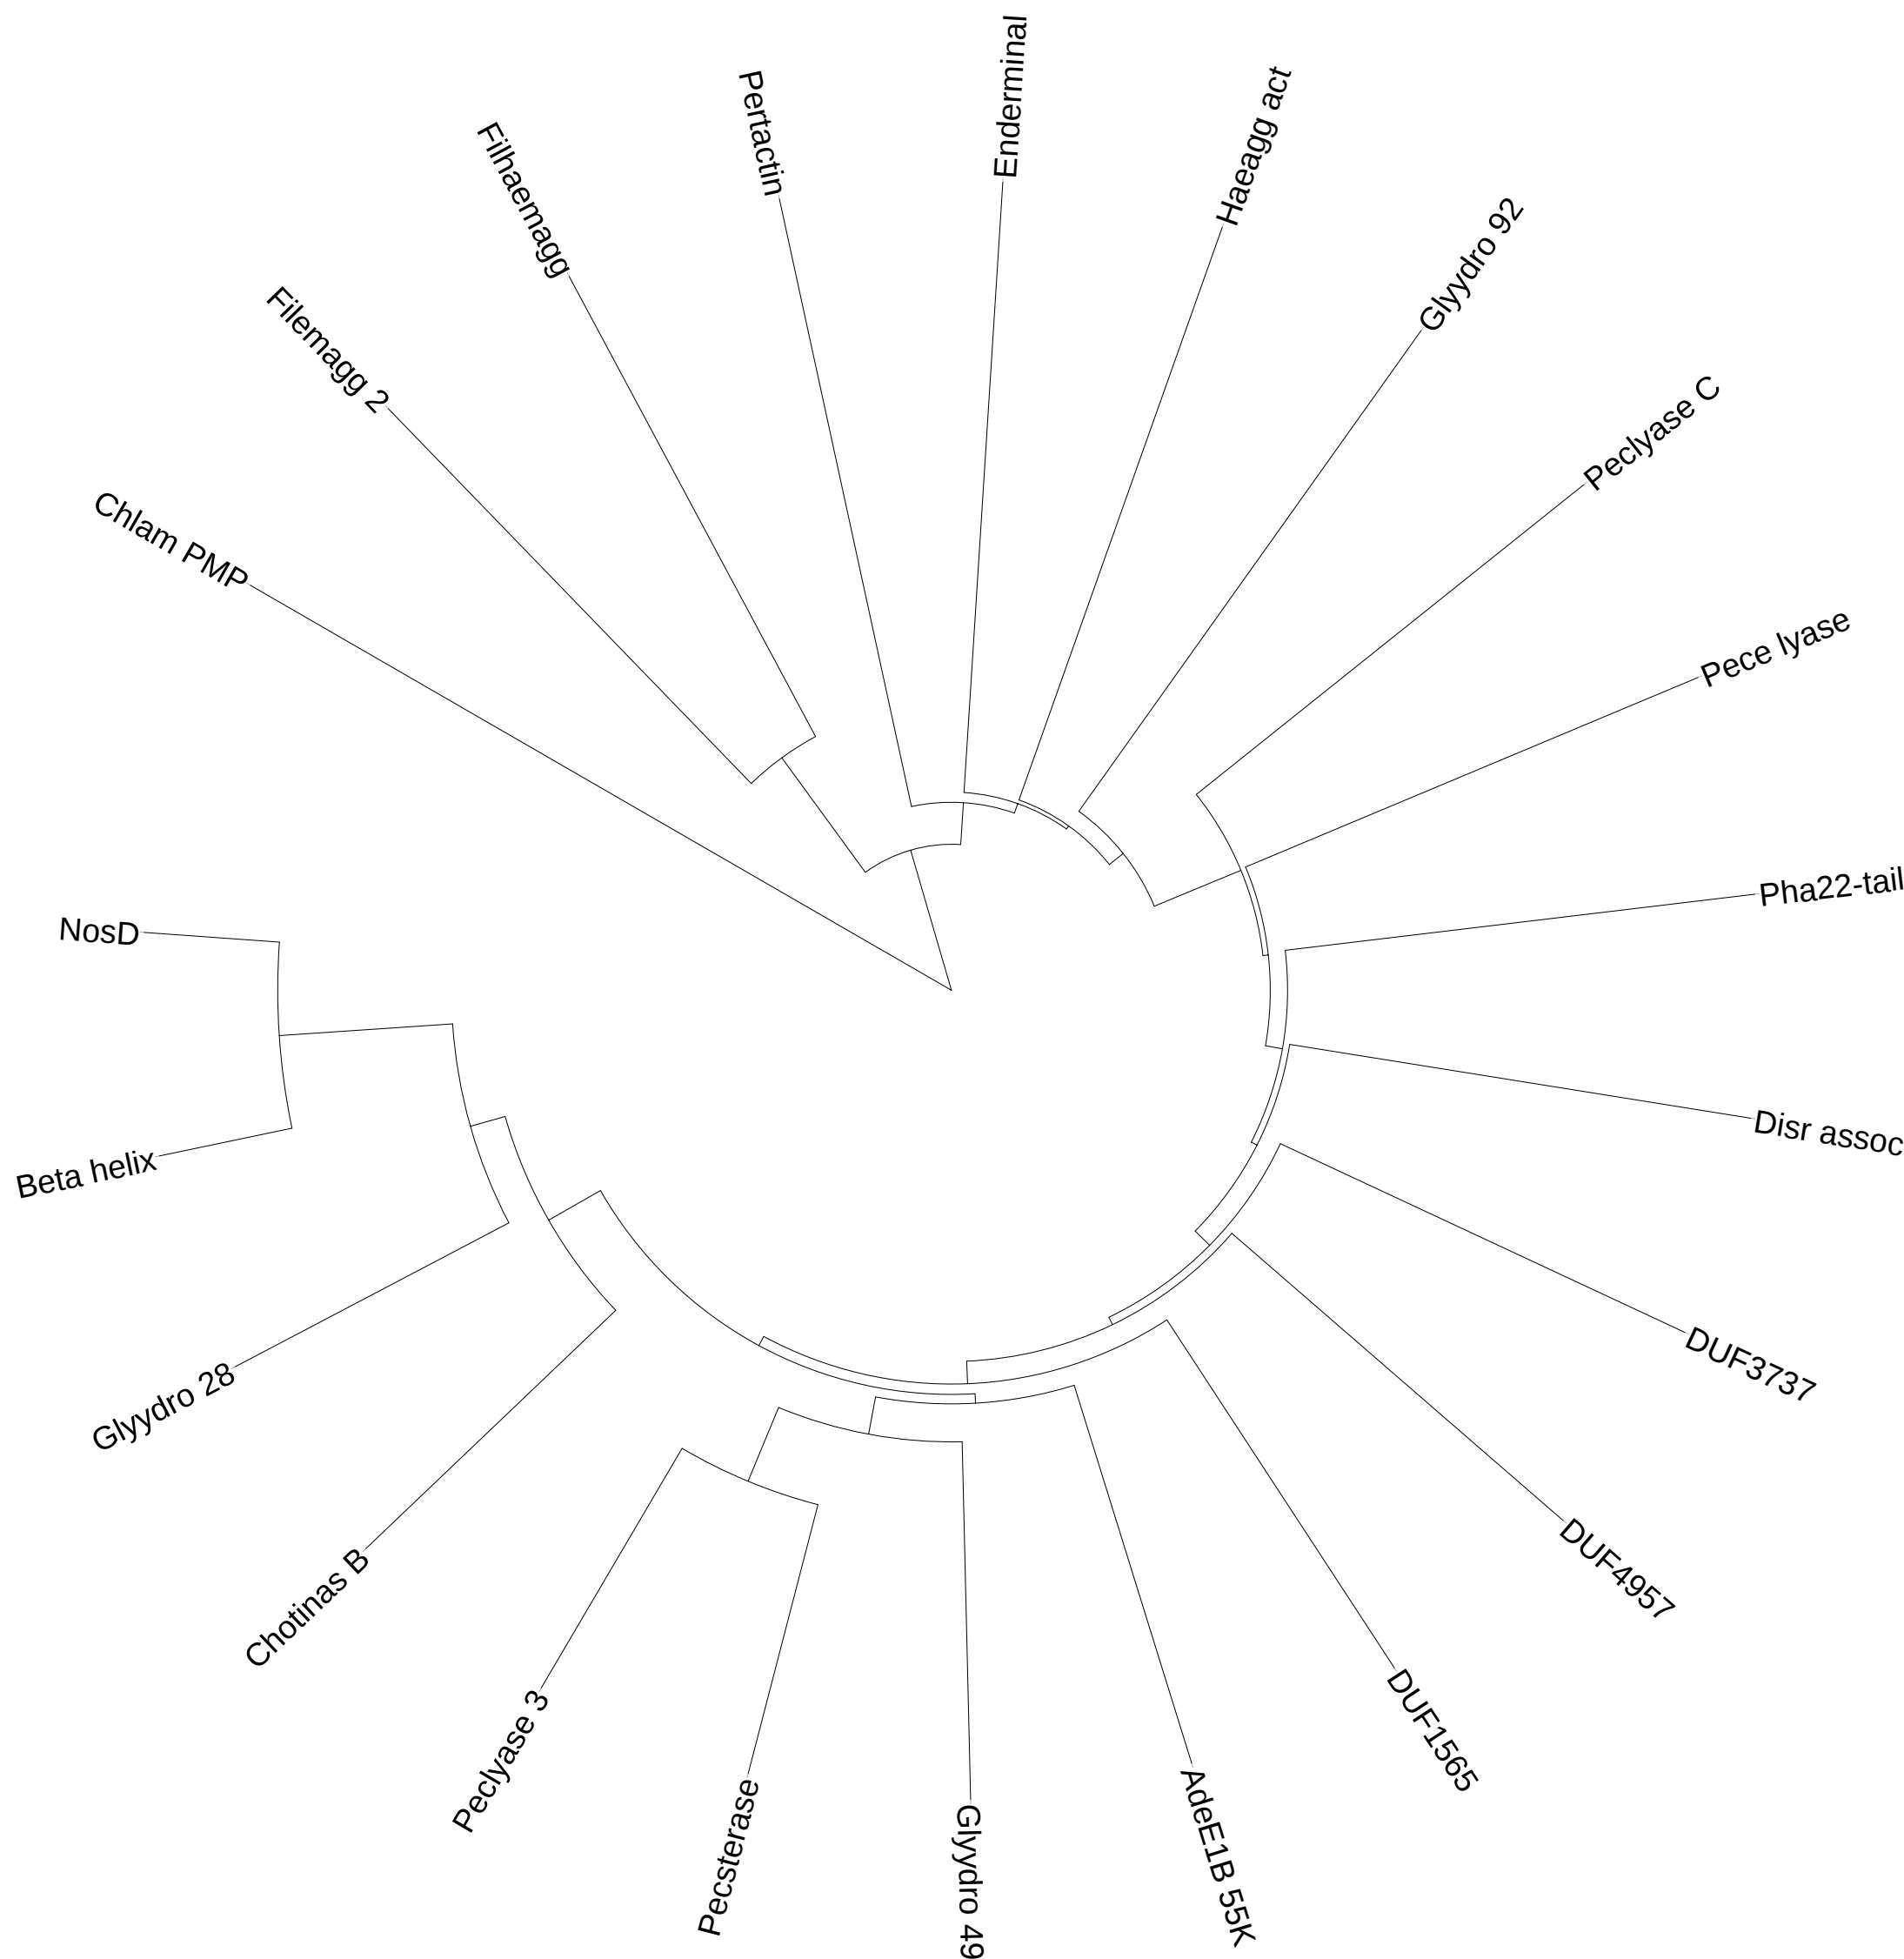 Enderminal
Haeagg act
Glyydro 92
Peclyase C
Pece lyase
Pha22-tail
Disr assoc
DUF3737
DUF4957
DUF1565
AdeE1B 55K
Glyydro 49
Pecsterase
Peclyase 3
Chotinas B
Glyydro 28
Beta helix
NosD
Chlam PMP
Filemagg 2
Filhaemagg
Pertactin